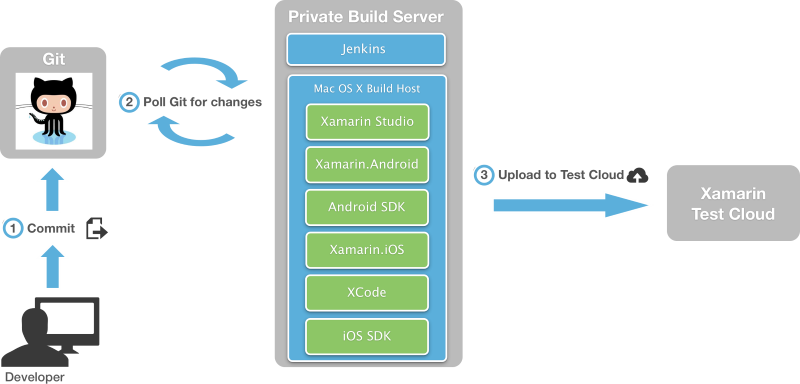 Private Build Server
Jenkins
Git
2 Poll Git for changes
Mac OS X Build Host
Xamarin Studio
Xamarin.Android
3 Upload to Test Cloud
Xamarin
Test Cloud
Android SDK
1 Commit
Xamarin.iOS
XCode
iOS SDK
Developer